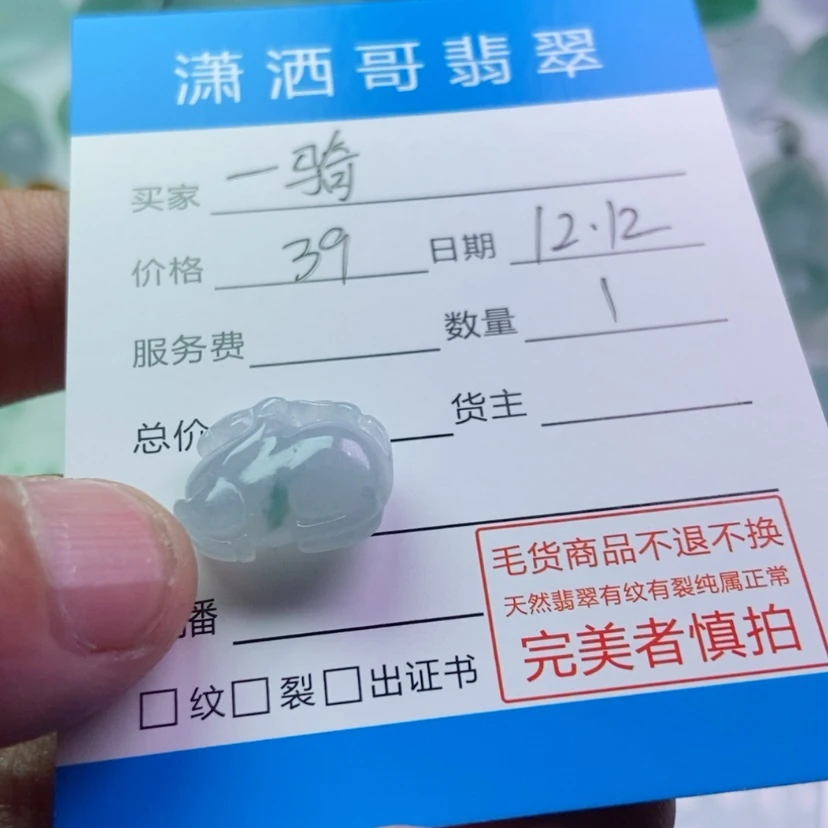 潇洒哥翡翠
买家 一骑
价格 39 日期 12.12
服务费 数量 1
总价 货主
播
毛货商品不退不换
天然翡翠有纹有裂纯属正常
完美者慎拍
□ 纹 □ 裂 □ 出证书